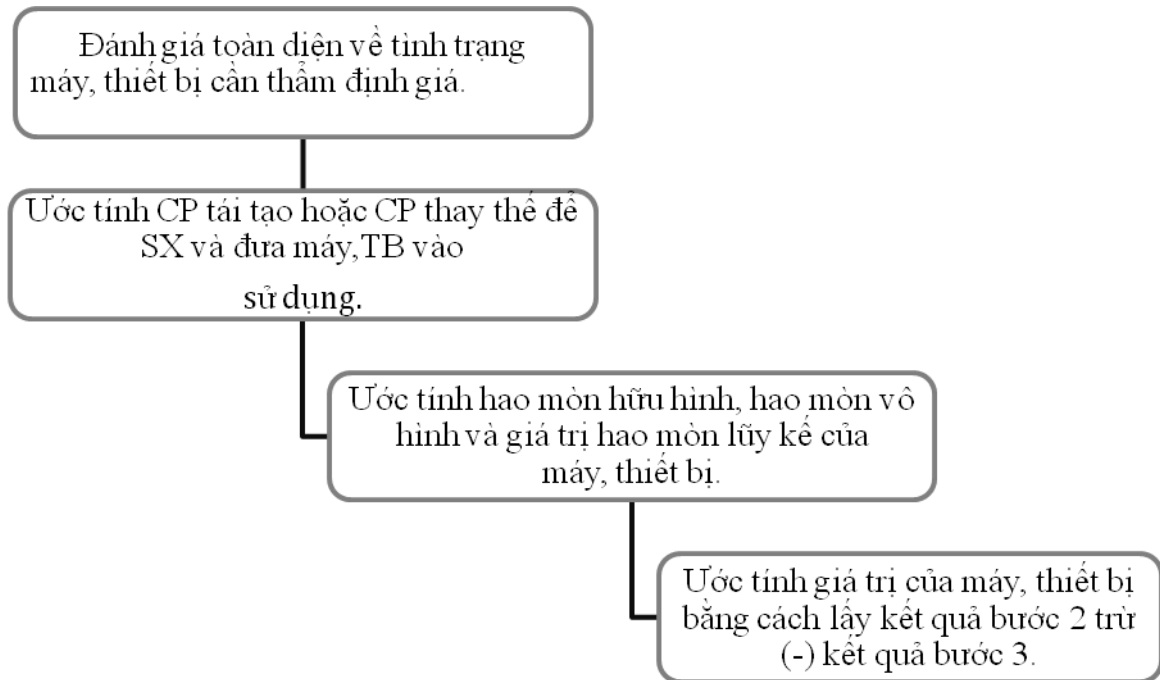 Đánh giá toàn diện về tình trạng
máy, thiết bị cần thẩm định giá.
Ước tính CP tái tạo hoặc CP thay thế để
SX và đưa máy,TB vào
sử dụng.
Ước tính hao mòn hữu hình, hao mòn vô
hình và giá trị hao mòn lũy kế của
máy, thiết bị.
Ước tính giá trị của máy, thiết bị
bằng cách lấy kết quả bước 2 trừ
(-) kết quả bước 3.